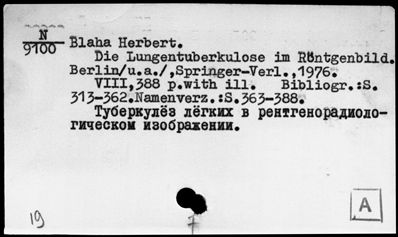 N
9100
Blaha Herbert.
Die Lungentuberkulose im Röntgenbild.
Berlin/u.a./,Springer-Verl.,1976.
VIII,388 p.with ill. Bibliogr.:S.
313-362.Namenverz.:S.363-388.
Туберкулёз лёгких в рентгенорадиоло-
гическом изображении.
19
A